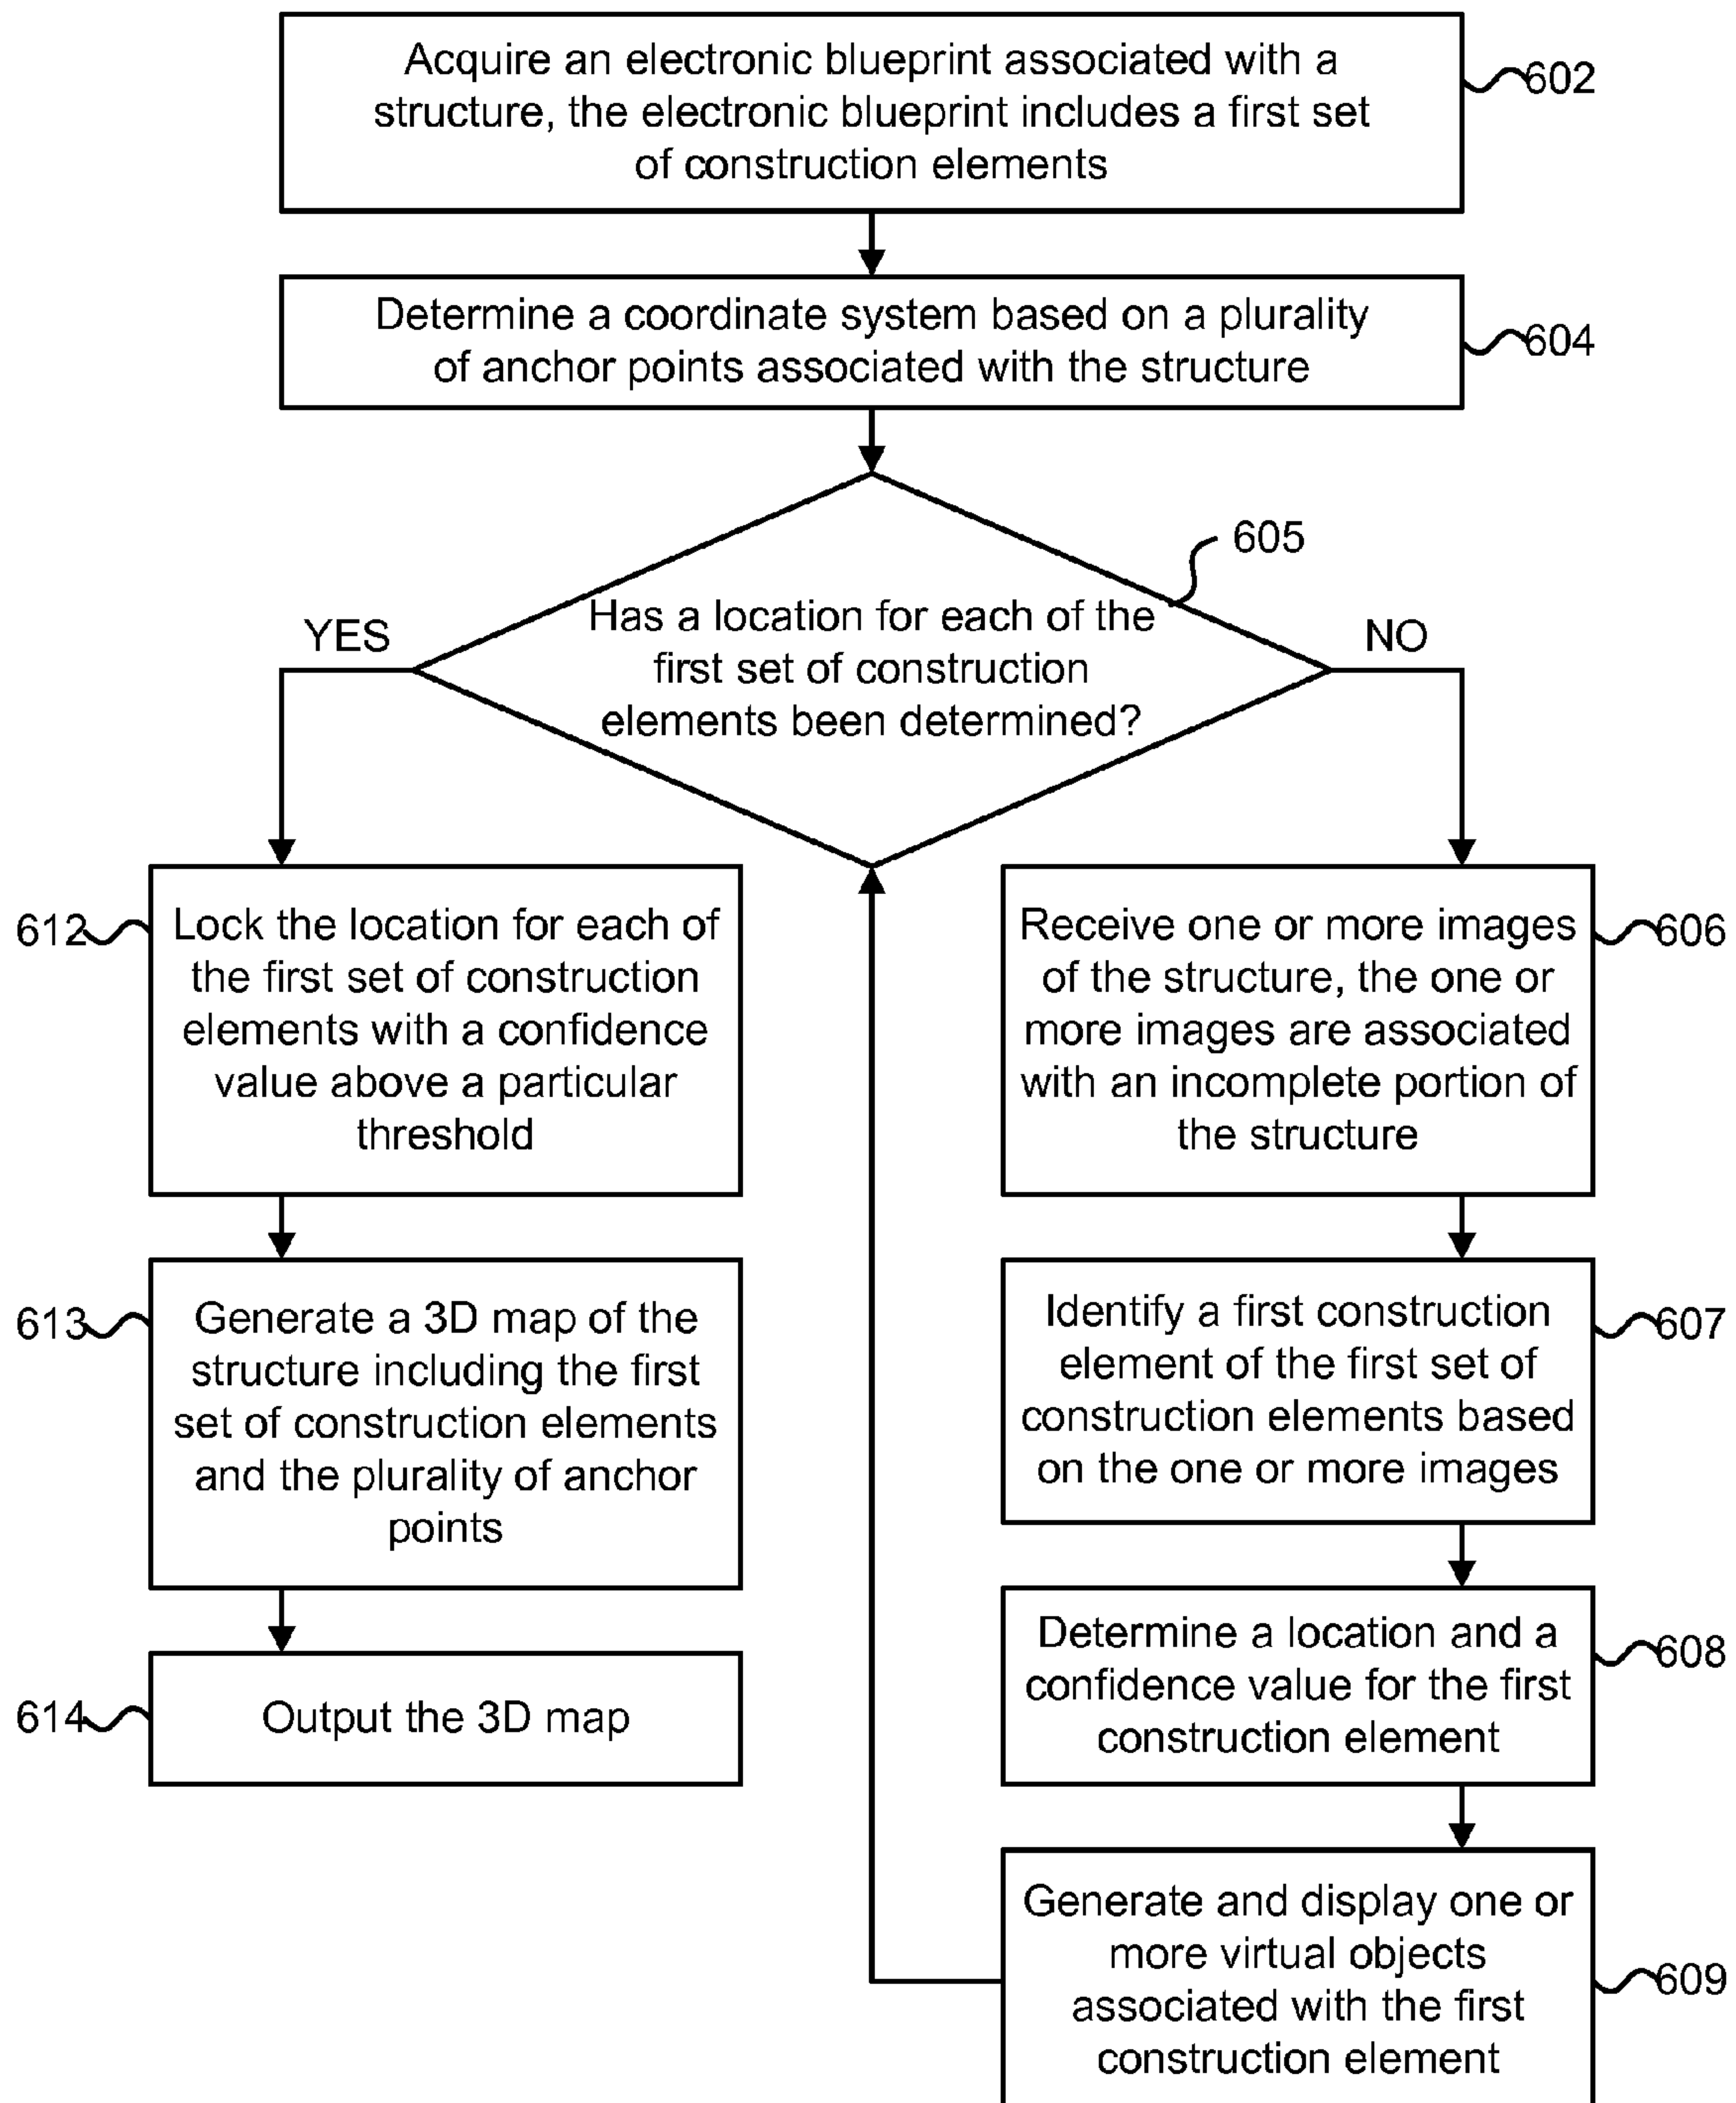 Acquire an electronic blueprint associated with a
structure, the electronic blueprint includes a first set
of construction elements
602
Determine a coordinate system based on a plurality
of anchor points associated with the structure
604
605
Has a location for each of the
first set of construction
elements been determined?
YES
NO
612
Lock the location for each of
the first set of construction
elements with a confidence
value above a particular
threshold
613
Generate a 3D map of the
structure including the first
set of construction elements
and the plurality of anchor
points
614
Output the 3D map
Receive one or more images
of the structure, the one or
more images are associated
with an incomplete portion of
the structure
606
Identify a first construction
element of the first set of
construction elements based
on the one or more images
607
Determine a location and a
confidence value for the first
construction element
608
Generate and display one or
more virtual objects
associated with the first
construction element
609